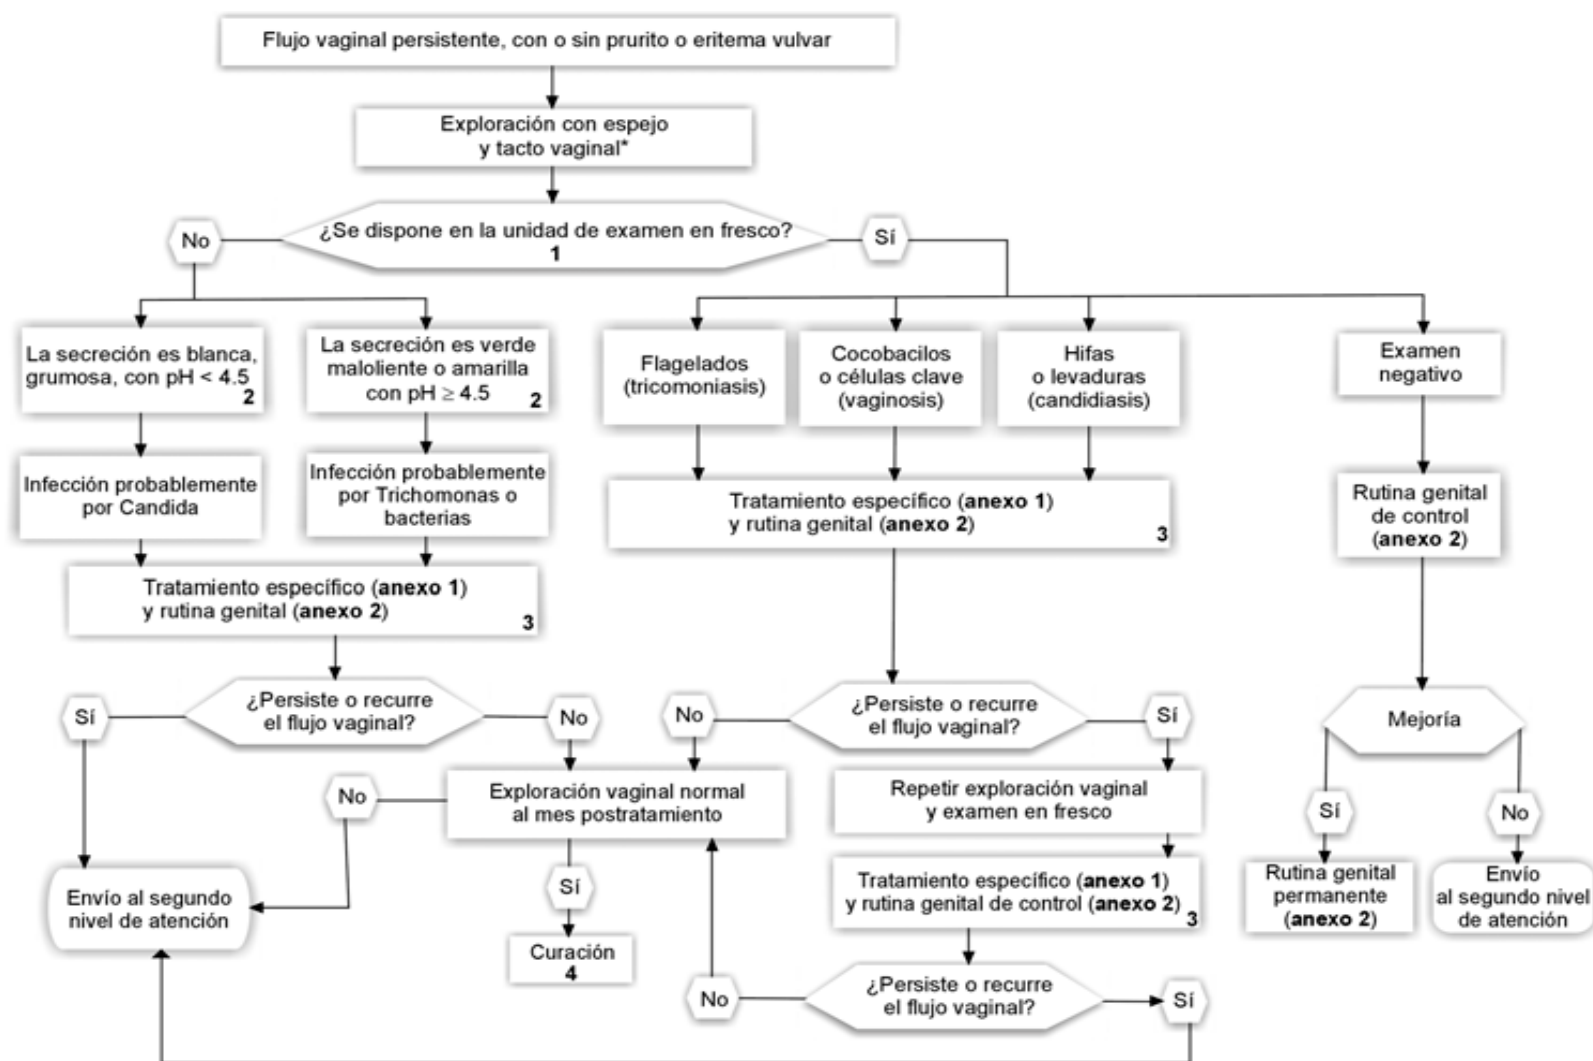 Flujo vaginal persistente, con o sin prurito o eritema vulvar
Exploración con espejo
y tacto vaginal*
¿Se dispone en la unidad de examen en fresco?
1
No
Sí
La secreción es blanca,
grumosa, con pH < 4.5
2
La secreción es verde
maloliente o amarilla
con pH ≥ 4.5
2
Flagelados
(tricomoniasis)
Cocobacilos
o células clave
(vaginosis)
Hifas
o levaduras
(candidiasis)
Examen
negativo
Infección probablemente
por Candida
Infección probablemente
por Trichomonas o
bacterias
Tratamiento específico (anexo 1)
y rutina genital (anexo 2)
3
Rutina genital
de control
(anexo 2)
Tratamiento específico (anexo 1)
y rutina genital (anexo 2)
3
Sí
¿Persiste o recurre
el flujo vaginal?
No
No
¿Persiste o recurre
el flujo vaginal?
Sí
Mejoría
No
Exploración vaginal normal
al mes postratamiento
Repetir exploración vaginal
y examen en fresco
Sí
No
Envío al segundo
nivel de atención
Sí
Tratamiento específico (anexo 1)
y rutina genital de control (anexo 2)
3
Rutina genital
permanente
(anexo 2)
Envío
al segundo nivel
de atención
Curación
4
No
¿Persiste o recurre
el flujo vaginal?
Sí